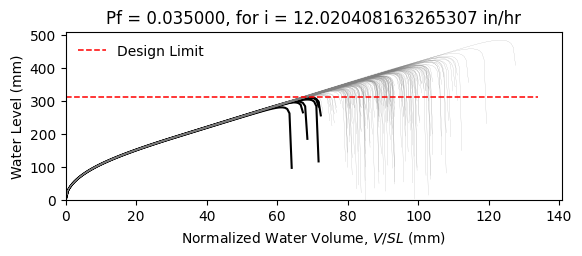 Pf = 0.035000, for i = 12.020408163265307 in/hr
Water Level (mm)
500
400
300
200
100
0
Design Limit
0 20 40 60 80 100 120 140
Normalized Water Volume, V/SL (mm)